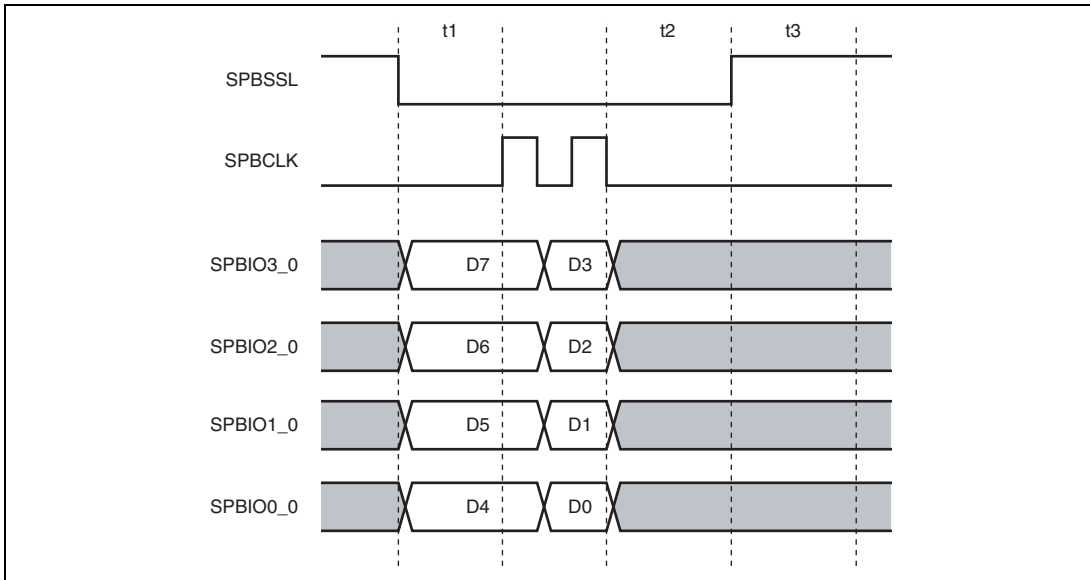 t1 t2 t3
SPBSSL
SPBCLK
SPBIO3_0 D7 D3
SPBIO2_0 D6 D2
SPBIO1_0 D5 D1
SPBIO0_0 D4 D0